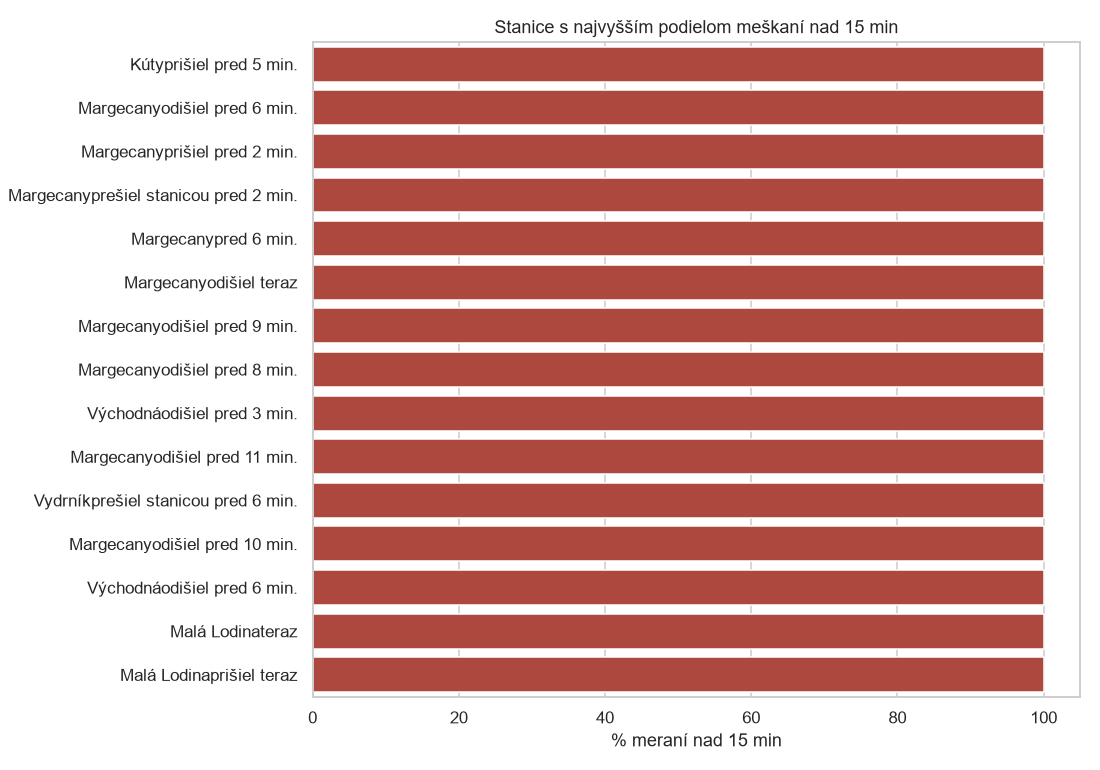 Stanice s najvyšším podielom meškaní nad 15 min
Kútyprišiel pred 5 min.
Margecanyodišiel pred 6 min.
Margecanyprišiel pred 2 min.
Margecanyprešiel stanicou pred 2 min.
Margecanypred 6 min.
Margecanyodišiel teraz
Margecanyodišiel pred 9 min.
Margecanyodišiel pred 8 min.
Východnáodišiel pred 3 min.
Margecanyodišiel pred 11 min.
Vydrníkprešiel stanicou pred 6 min.
Margecanyodišiel pred 10 min.
Východnáodišiel pred 6 min.
Malá Lodinateraz
Malá Lodinaprišiel teraz
0 20 40 60 80 100
% meraní nad 15 min